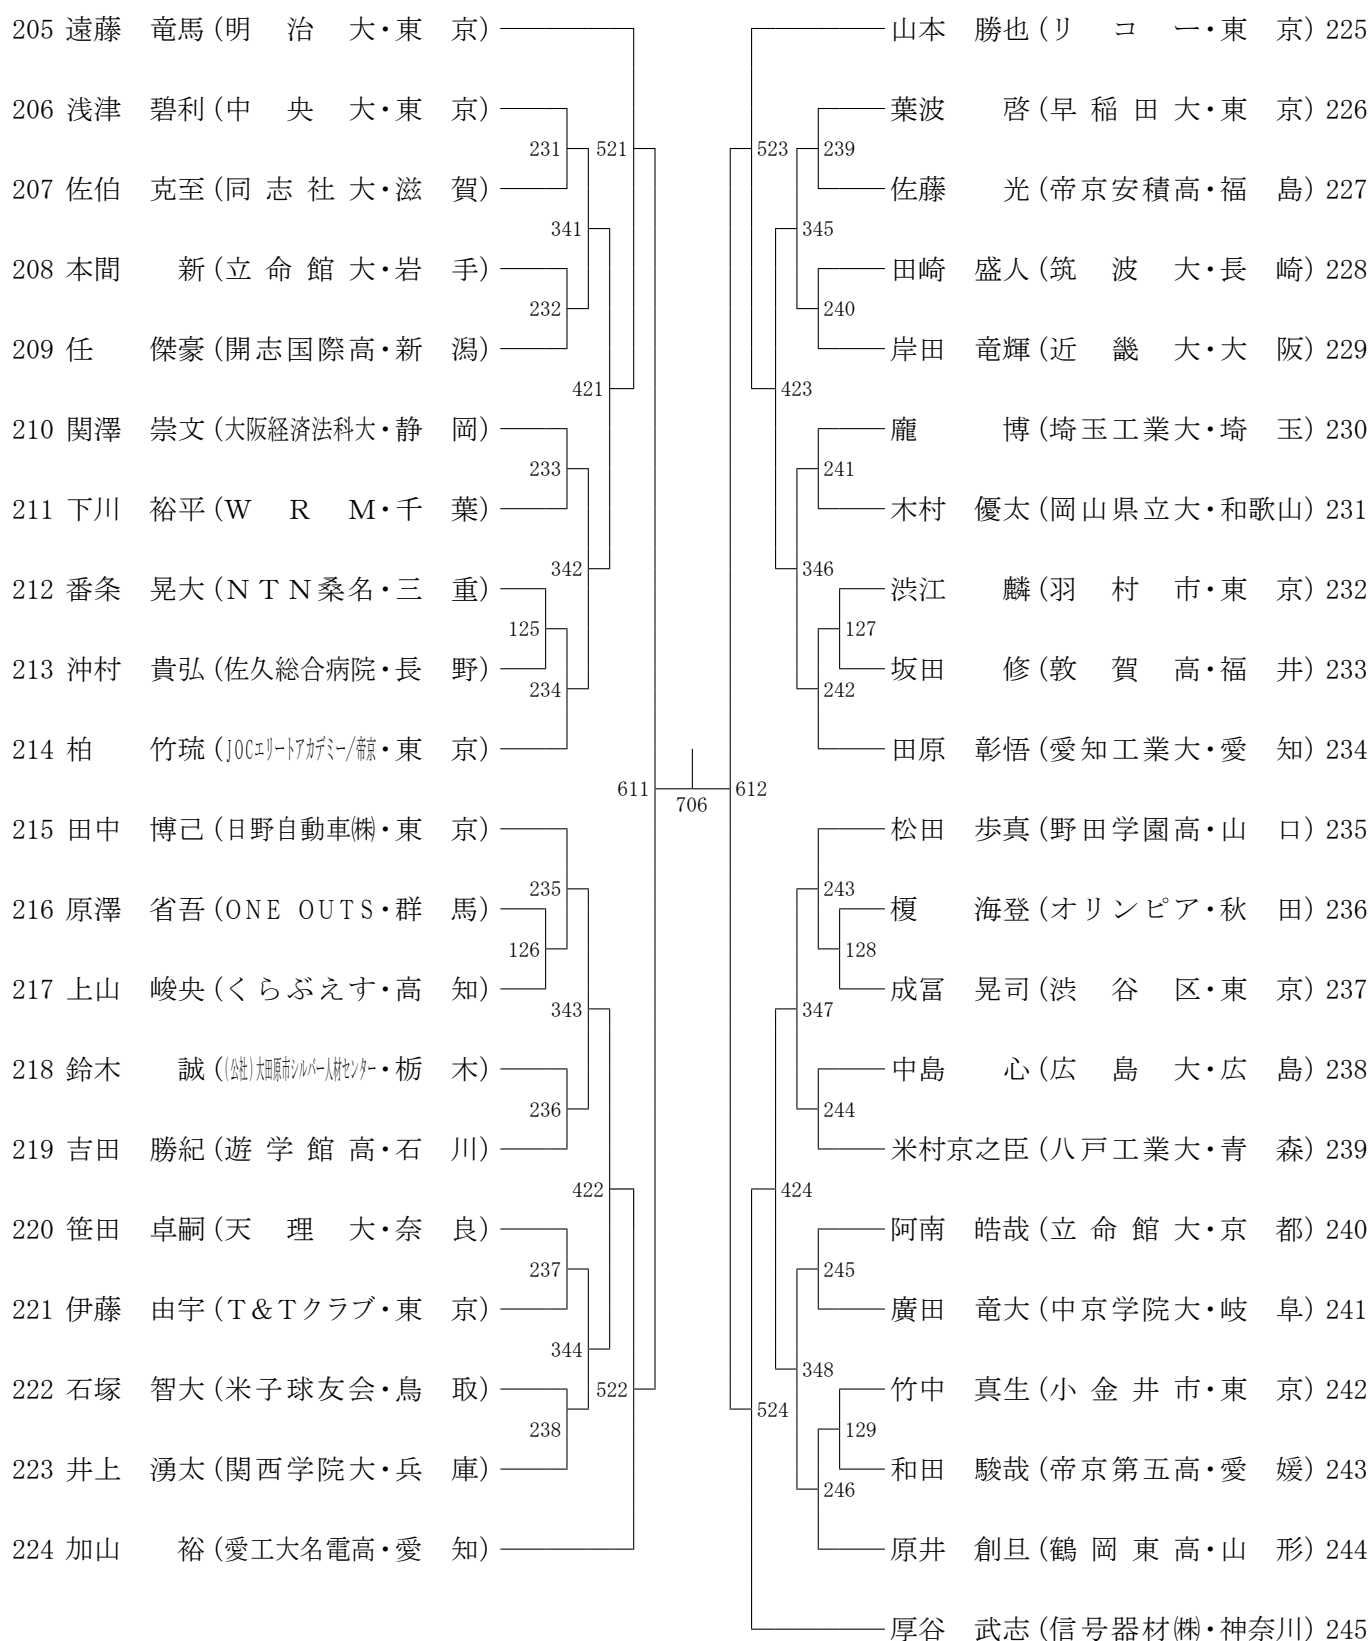 205 遠藤　竜馬 (明　治　大・東　京)
206 浅津　碧利 (中　央　大・東　京)
207 佐伯　克至 (同 志 社 大・滋　賀)
208 本間　　新 (立 命 館 大・岩　手)
209 任　　傑豪 (開志国際高・新　潟)
210 関澤　崇文 (大阪経済法科大・静　岡)
211 下川　裕平 (W　R　M・千　葉)
212 番条　晃大 (NTN桑名・三　重)
213 沖村　貴弘 (佐久総合病院・長　野)
214 柏　　竹琉 (JOCエリートアカデミー/帝京・東　京)
215 田中　博己 (日野自動車㈱・東　京)
216 原澤　省吾 (ONE OUTS・群　馬)
217 上山　峻央 (くらぶえす・高　知)
218 鈴木　　誠 ((公社)大田原市シルバー人材センター・栃　木)
219 吉田　勝紀 (遊 学 館 高・石　川)
220 笹田　卓嗣 (天　理　大・奈　良)
221 伊藤　由宇 (T&Tクラブ・東　京)
222 石塚　智大 (米子球友会・鳥　取)
223 井上　湧太 (関西学院大・兵　庫)
224 加山　　裕 (愛工大名電高・愛　知)
231
232
233
125
234
235
126
236
237
238
341
342
343
344
421
422
521
522
611
706
612
523
524
423
424
345
346
347
348
239
240
241
127
242
243
128
244
245
129
246
山本　勝也 (リ　コ　ー・東　京) 225
葉波　　啓 (早 稲 田 大・東　京) 226
佐藤　　光 (帝京安積高・福　島) 227
田崎　盛人 (筑　波　大・長　崎) 228
岸田　竜輝 (近　畿　大・大　阪) 229
龐　　　博 (埼玉工業大・埼　玉) 230
木村　優太 (岡山県立大・和歌山) 231
渋江　　麟 (羽　村　市・東　京) 232
坂田　　修 (敦　賀　高・福　井) 233
田原　彰悟 (愛知工業大・愛　知) 234
松田　歩真 (野田学園高・山　口) 235
榎　　海登 (オリンピア・秋　田) 236
成冨　晃司 (渋　谷　区・東　京) 237
中島　　心 (広　島　大・広　島) 238
米村京之臣 (八戸工業大・青　森) 239
阿南　皓哉 (立 命 館 大・京　都) 240
廣田　竜大 (中京学院大・岐　阜) 241
竹中　真生 (小 金 井 市・東　京) 242
和田　駿哉 (帝京第五高・愛　媛) 243
原井　創旦 (鶴 岡 東 高・山　形) 244
厚谷　武志 (信号器材㈱・神奈川) 245